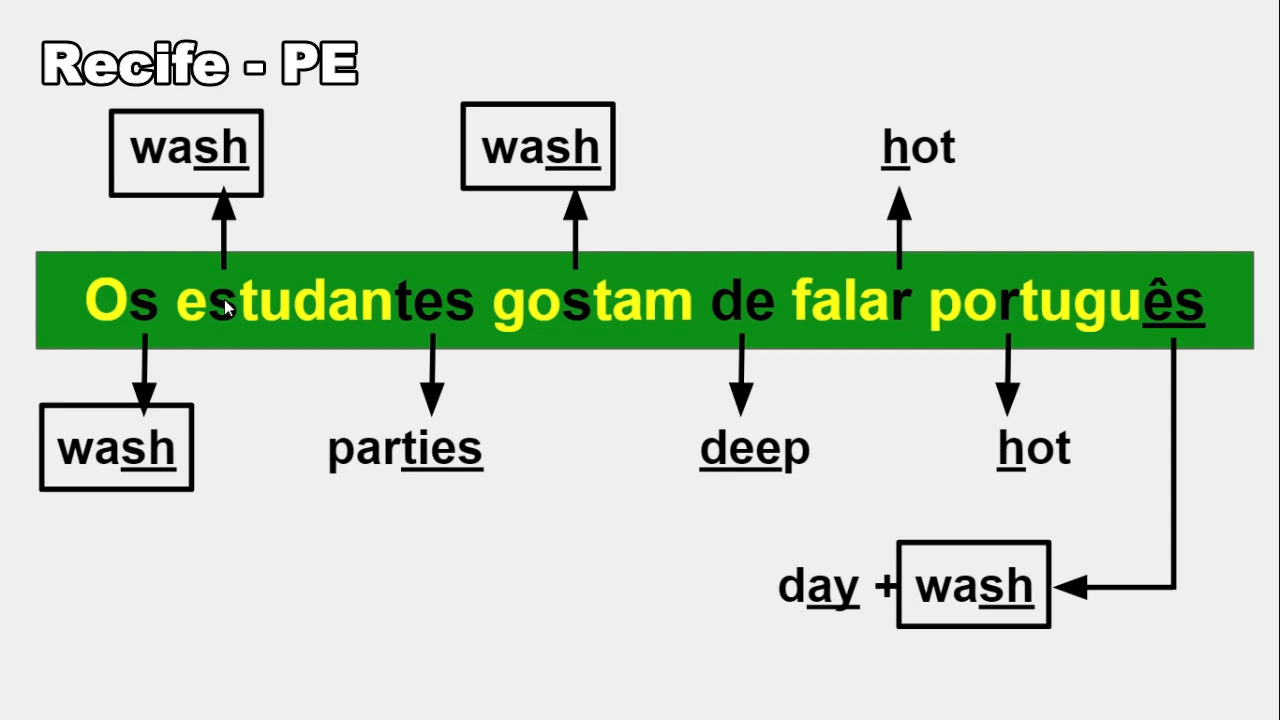 Recife - PE
wash wash hot
Os estudantes gostam de falar português
wash parties deep hot
day + wash